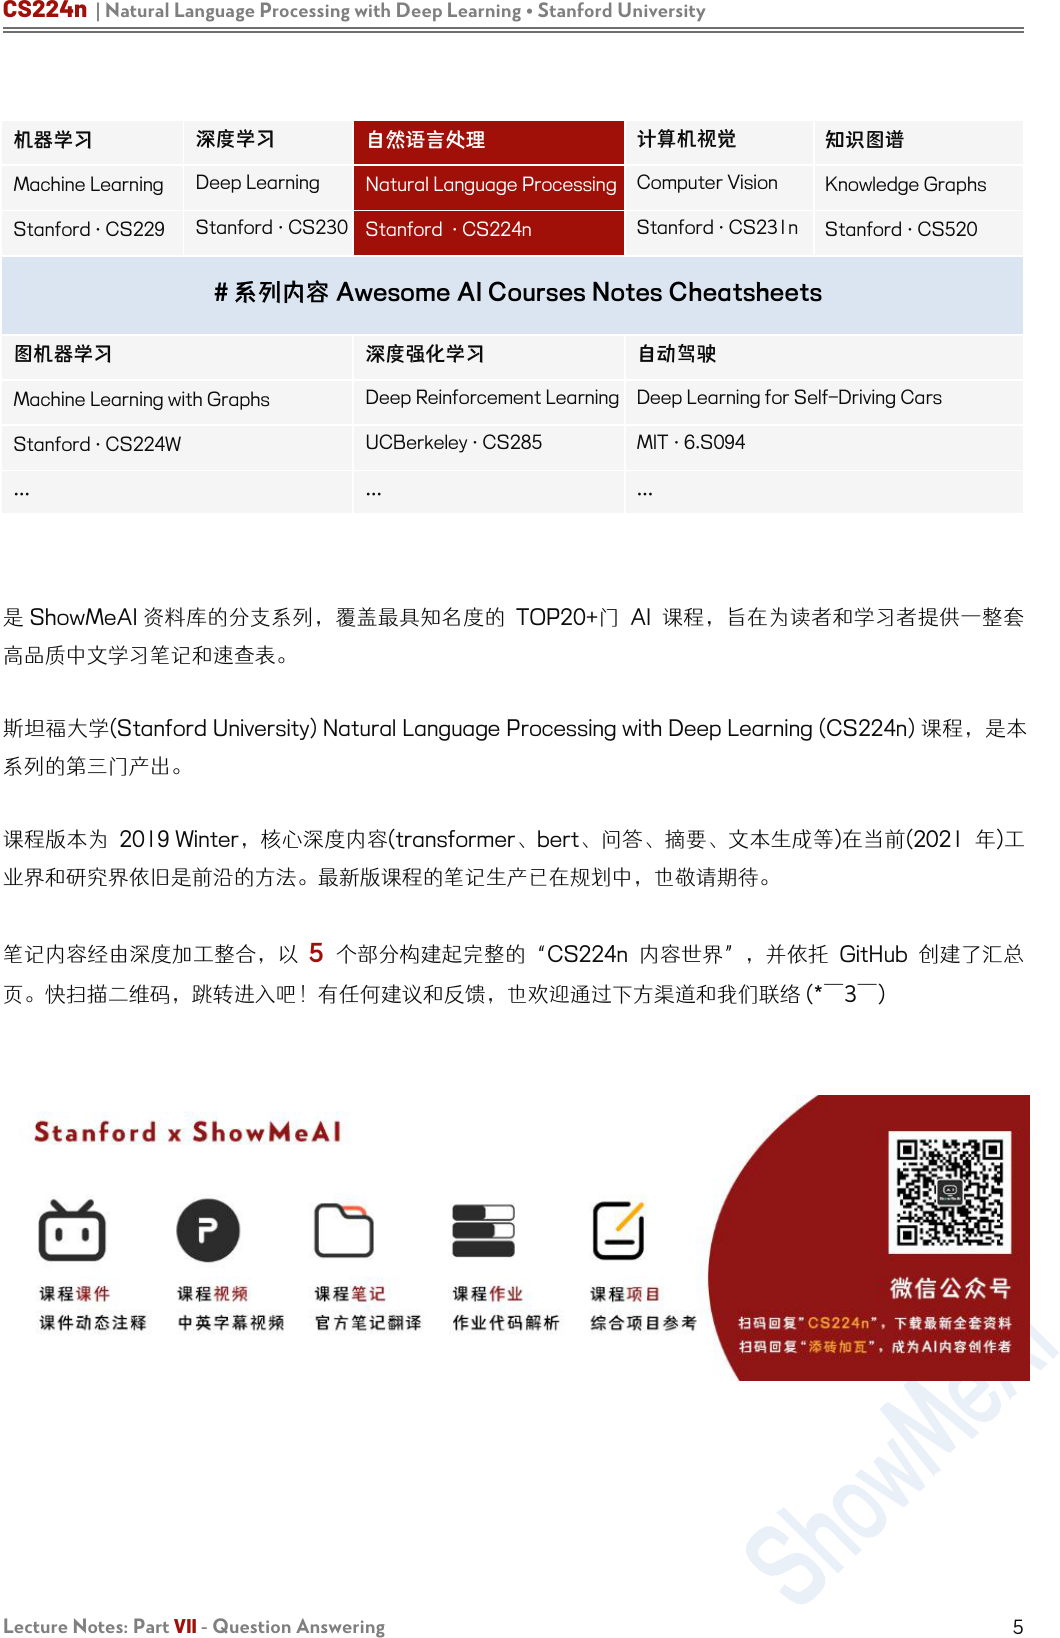 CS224n | Natural Language Processing with Deep Learning • Stanford University
机器学习 深度学习 自然语言处理 计算机视觉 知识图谱
Machine Learning Deep Learning Natural Language Processing Computer Vision Knowledge Graphs
Stanford · CS229 Stanford · CS230 Stanford · CS224n Stanford · CS231n Stanford · CS520
# 系列内容 Awesome AI Courses Notes Cheatsheets
图机器学习 深度强化学习 自动驾驶
Machine Learning with Graphs Deep Reinforcement Learning Deep Learning for Self-Driving Cars
Stanford · CS224W UCBerkeley · CS285 MIT · 6.S094
... ... ...
是 ShowMeAI 资料库的分支系列，覆盖最具知名度的 TOP20+门 AI 课程，旨在为读者和学习者提供一整套
高品质中文学习笔记和速查表。
斯坦福大学(Stanford University) Natural Language Processing with Deep Learning (CS224n) 课程，是本
系列的第三门产出。
课程版本为 2019 Winter，核心深度内容(transformer、bert、问答、摘要、文本生成等)在当前(2021 年)工
业界和研究界依旧是前沿的方法。最新版课程的笔记生产已在规划中，也敬请期待。
笔记内容经由深度加工整合，以 5 个部分构建起完整的“CS224n 内容世界”，并依托 GitHub 创建了汇总
页。快扫描二维码，跳转进入吧！有任何建议和反馈，也欢迎通过下方渠道和我们联络 (*￣3￣)
Stanford x ShowMeAI
课程课件 课程视频 课程笔记 课程作业 课程项目
课件动态注释 中英字幕视频 官方笔记翻译 作业代码解析 综合项目参考
微信公众号
扫码回复“CS224n”，下载最新全套资料
扫码回复“添砖加瓦”，成为AI内容创作者
ShowMeAI
Lecture Notes: Part VII - Question Answering 5